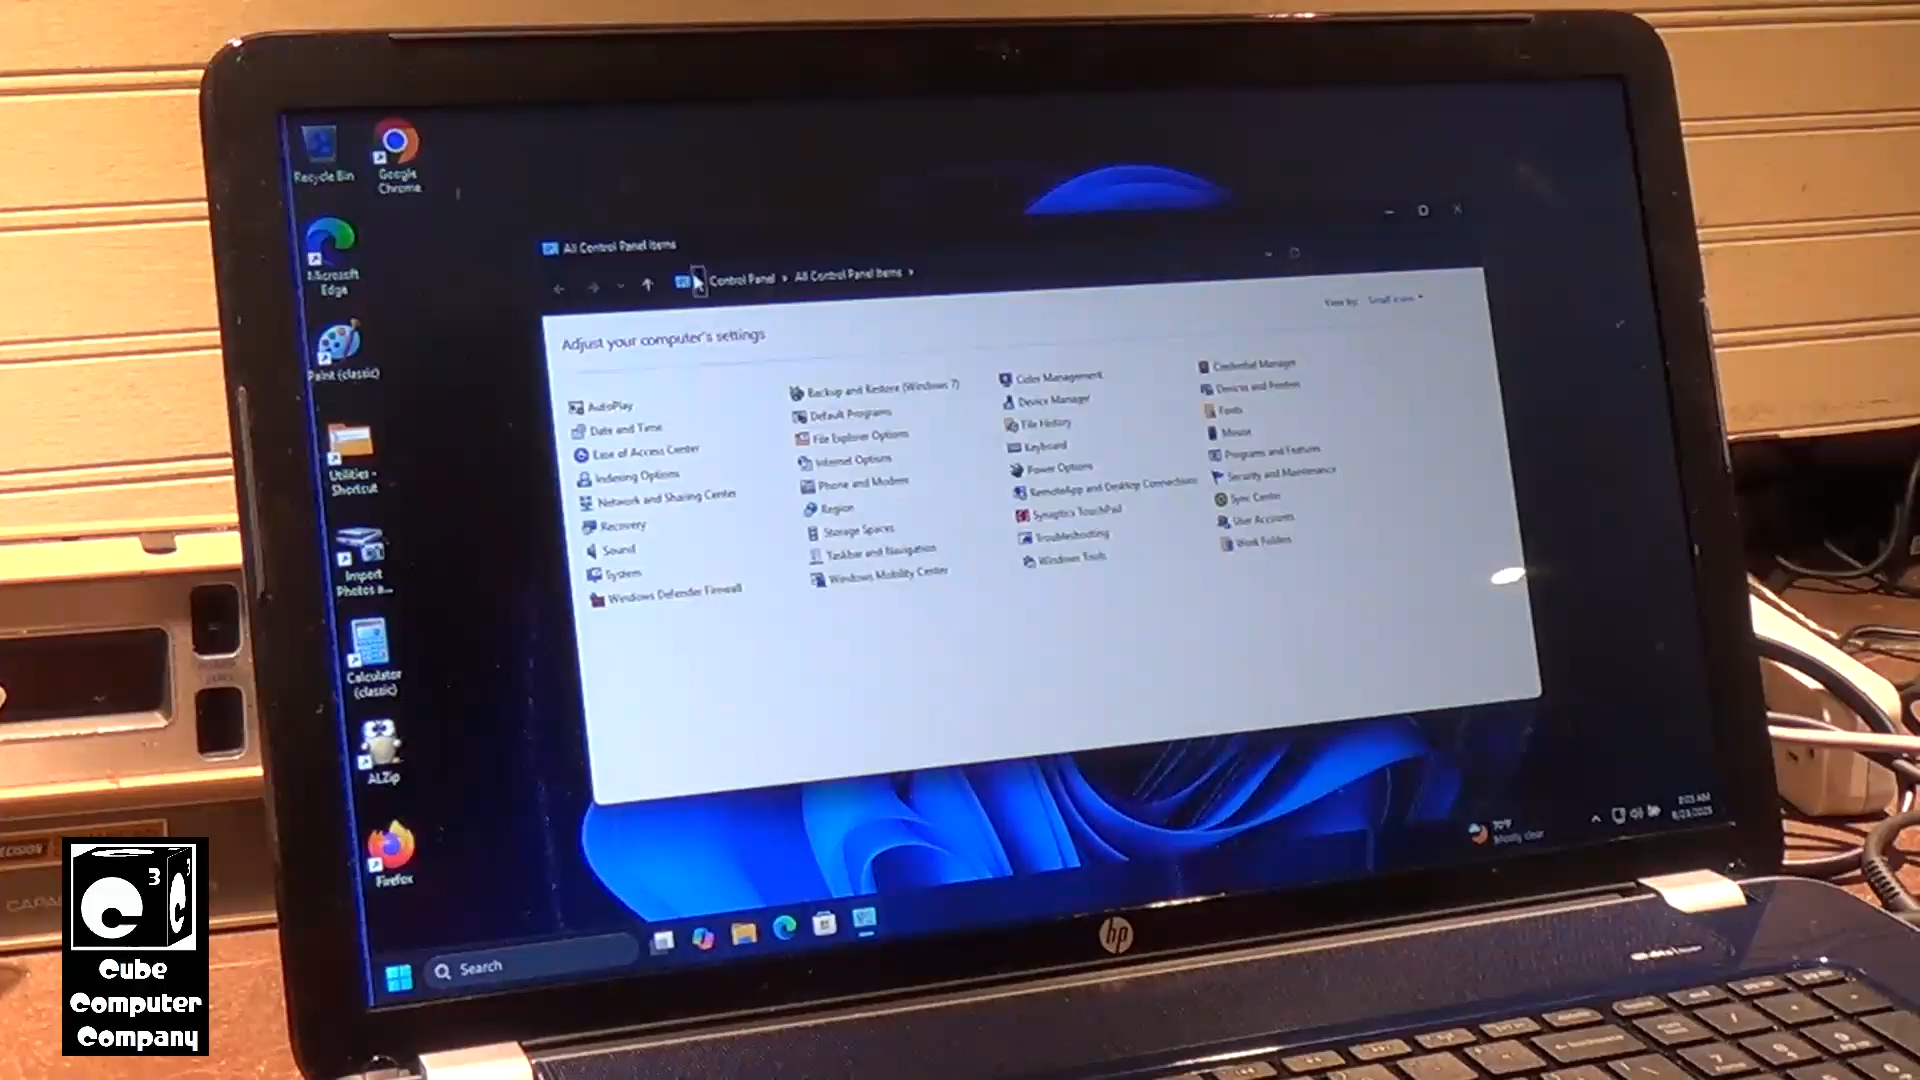 Recycle Bin
Google
Chrome
Microsoft
Edge
Paint (classic)
Utilities -
Shortcut
Import
Photos a...
Calculator
(classic)
ALZip
Firefox
All Control Panel Items
Control Panel > All Control Panel Items >
Adjust your computer's settings
View by: Small icons
AutoPlay
Date and Time
Ease of Access Center
Indexing Options
Network and Sharing Center
Recovery
Sound
System
Windows Defender Firewall
Backup and Restore (Windows 7)
Default Programs
File Explorer Options
Internet Options
Phone and Modem
Region
Storage Spaces
Taskbar and Navigation
Windows Mobility Center
Color Management
Device Manager
File History
Keyboard
Power Options
RemoteApp and Desktop Connections
Synaptics TouchPad
Troubleshooting
Windows Tools
Credential Manager
Devices and Printers
Fonts
Mouse
Programs and Features
Security and Maintenance
Sync Center
User Accounts
Work Folders
70°F
Mostly clear
Search
hp
Cube
Computer
Company